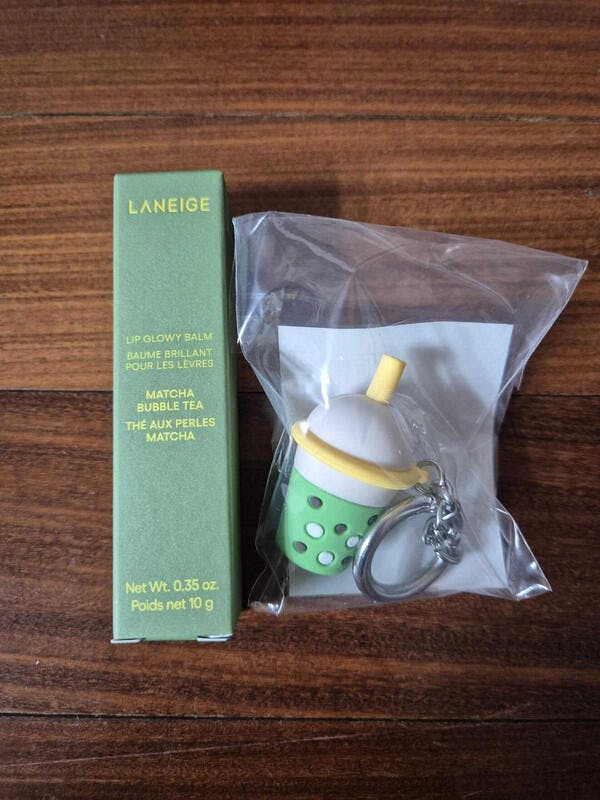 LANEIGE
LIP GLOWY BALM
BAUME BRILLANT
POUR LES LÈVRES
MATCHA
BUBBLE TEA
THÉ AUX PERLES
MATCHA
Net Wt. 0.35 oz.
Poids net 10 g